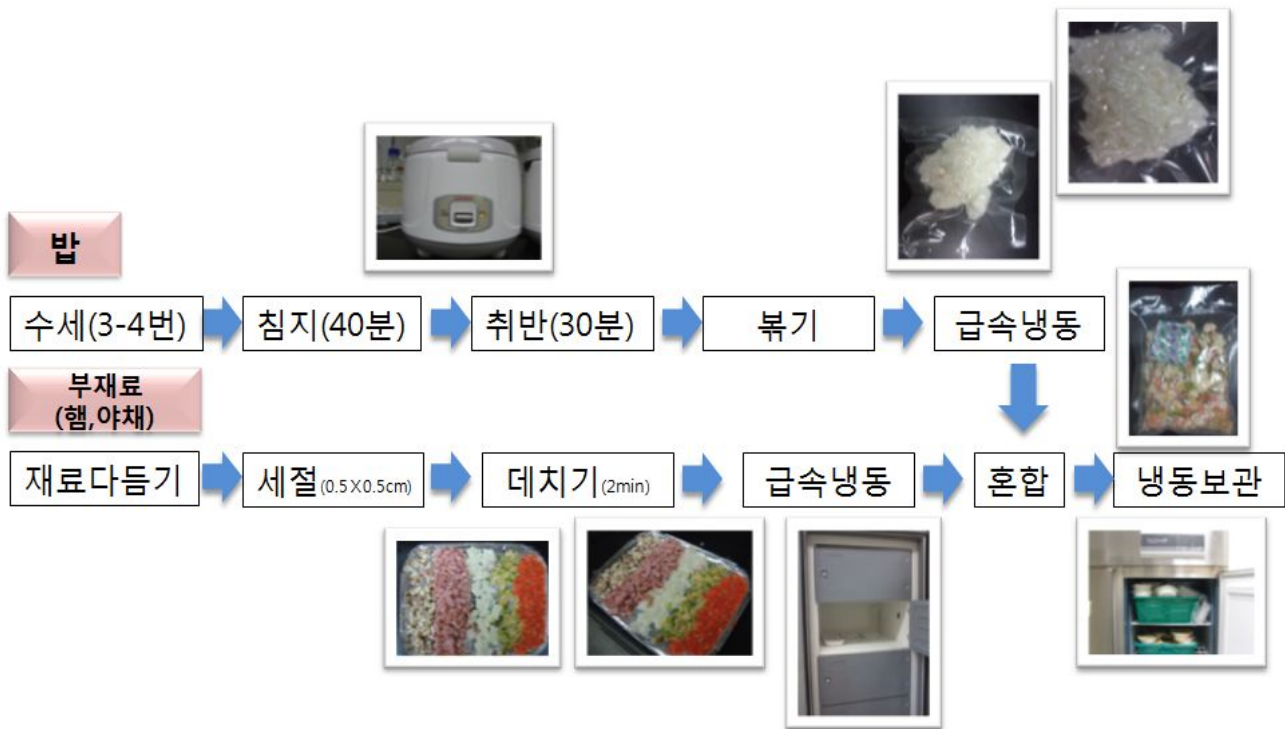 밥
수세(3-4번)
침지(40분)
취반(30분)
볶기
급속냉동
부재료
(햄,야채)
재료다듬기
세절(0.5X0.5cm)
데치기(2min)
급속냉동
혼합
냉동보관